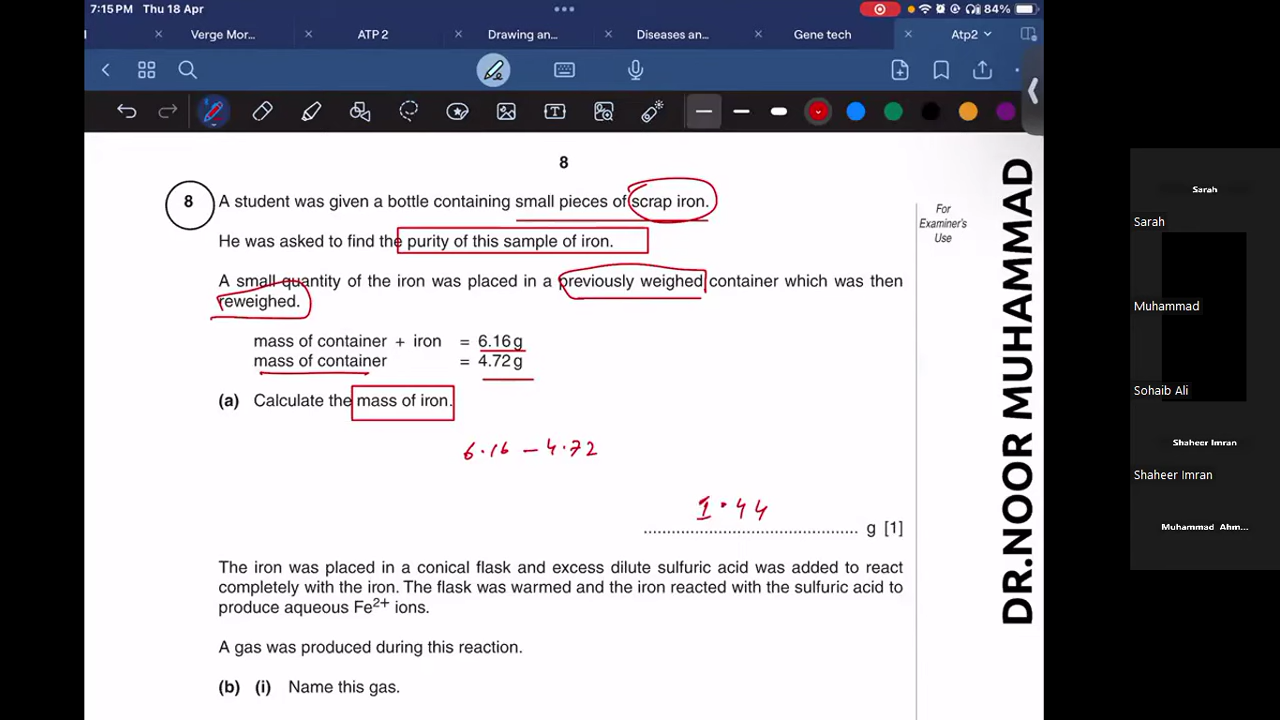 7:15PM Thu 18 Apr
84%
l
Verge Mor...
ATP 2
Drawing an...
Diseases an...
Gene tech
Atp2
8
8 A student was given a bottle containing small pieces of scrap iron.
He was asked to find the purity of this sample of iron.
A small quantity of the iron was placed in a previously weighed container which was then
reweighed.
mass of container + iron = 6.16 g
mass of container = 4.72 g
(a) Calculate the mass of iron.
6.16 – 4.72
1.44
.............................................. g [1]
The iron was placed in a conical flask and excess dilute sulfuric acid was added to react
completely with the iron. The flask was warmed and the iron reacted with the sulfuric acid to
produce aqueous Fe²⁺ ions.
A gas was produced during this reaction.
(b) (i) Name this gas.
For
Examiner's
Use
DR.NOOR MUHAMMAD
Sarah
Sarah
Muhammad
Sohaib Ali
Shaheer Imran
Shaheer Imran
Muhammad Ahm...